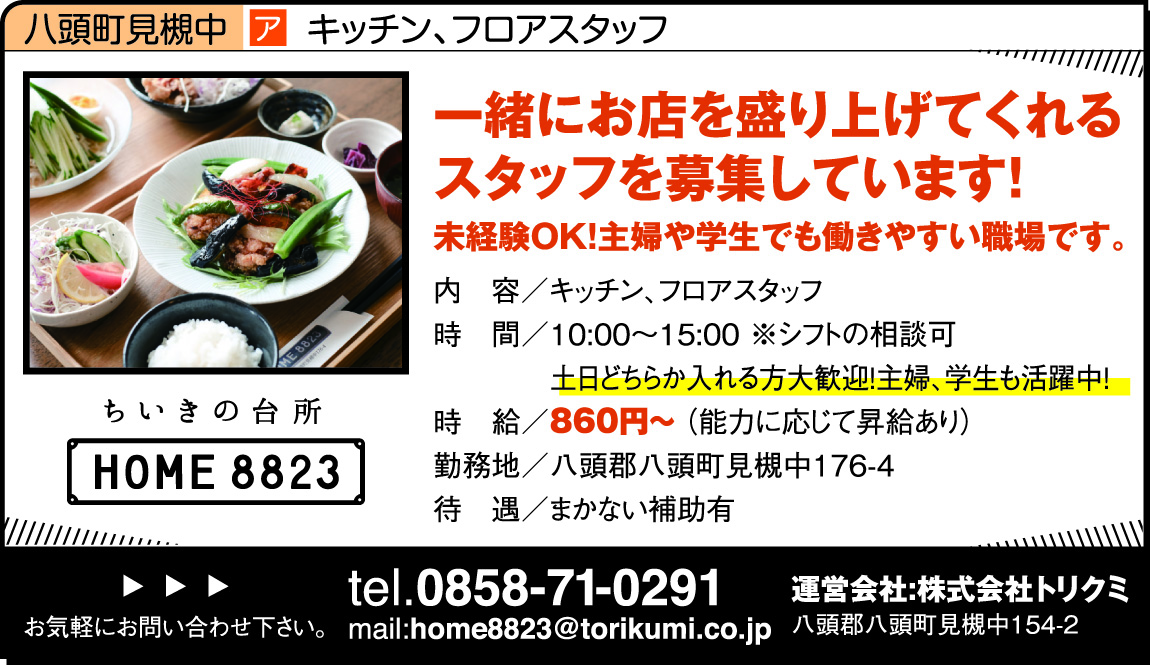 八頭町見槻中 ア キッチン、フロアスタッフ
一緒にお店を盛り上げてくれる
スタッフを募集しています!
未経験OK!主婦や学生でも働きやすい職場です。
内　容／キッチン、フロアスタッフ
時　間／10:00〜15:00 ※シフトの相談可
土日どちらか入れる方大歓迎!主婦、学生も活躍中!
時　給／860円〜（能力に応じて昇給あり）
勤務地／八頭郡八頭町見槻中176-4
待　遇／まかない補助有
ちいきの台所
HOME 8823
▶ ▶ ▶
お気軽にお問い合わせ下さい。
tel.0858-71-0291
mail:home8823@torikumi.co.jp
運営会社:株式会社トリクミ
八頭郡八頭町見槻中154-2